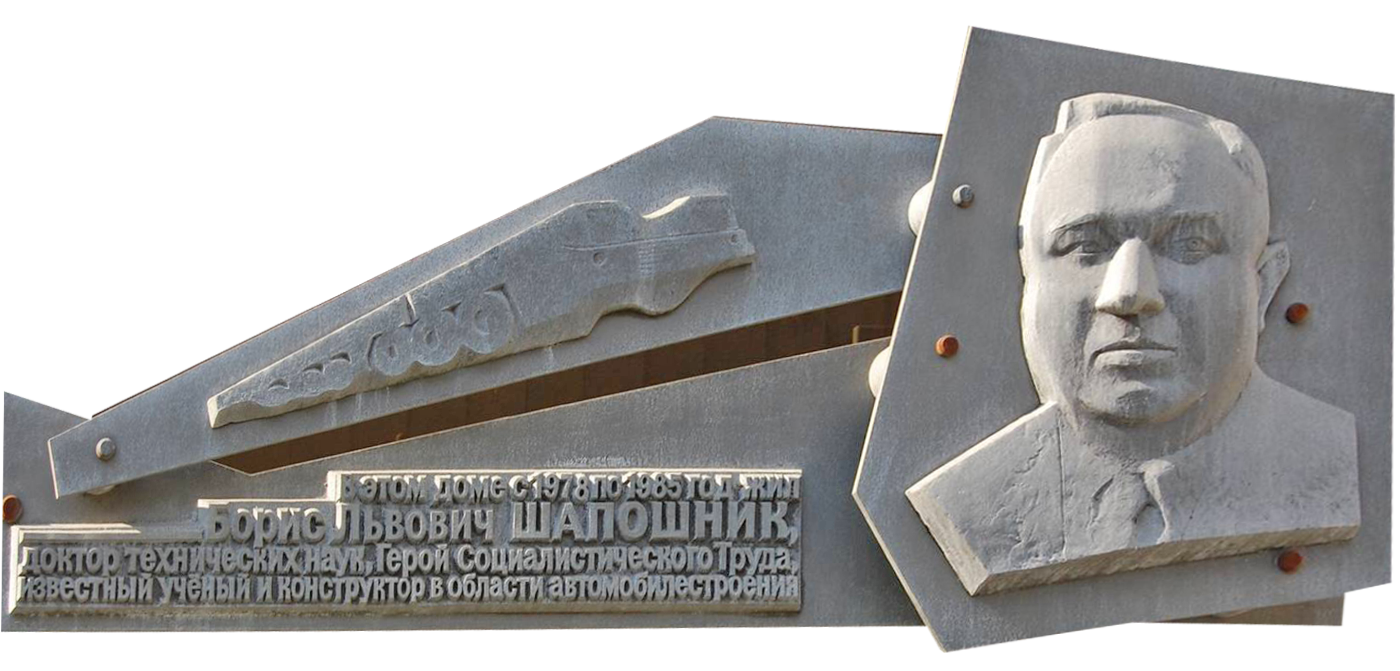 в этом доме с 1978 по 1985 год жил
Борис Львович ШАПОШНИК,
доктор технических наук, Герой Социалистического Труда,
известный учёный и конструктор в области автомобилестроения